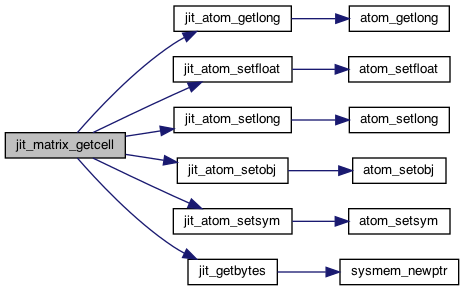 jit_matrix_getcell
jit_atom_getlong
atom_getlong
jit_atom_setfloat
atom_setfloat
jit_atom_setlong
atom_setlong
jit_atom_setobj
atom_setobj
jit_atom_setsym
atom_setsym
jit_getbytes
sysmem_newptr